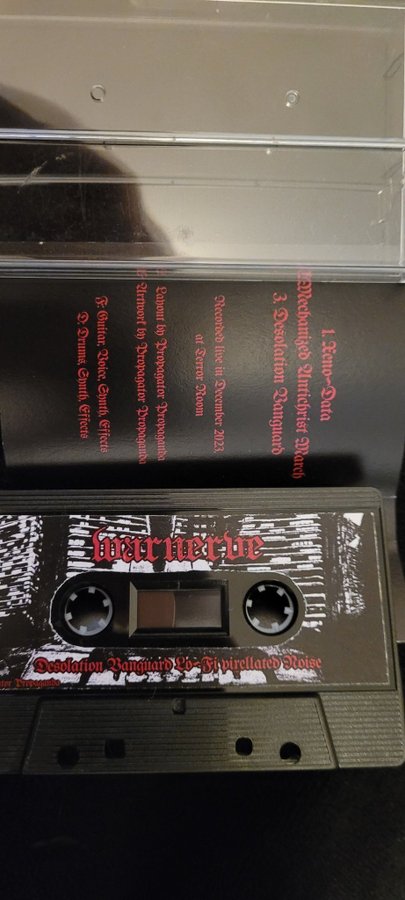 1. Xeno-Data
Mechanized Antichrist March
3. Desolation Vanguard
Recorded live in December 2023,
at Terror Room
Layout by Propagator Propaganda
Artwork by Propagator Propaganda
F: Guitar, Voice, Synth, Effects
D: Drums, Synth, Effects
warnerve
Desolation Vanguard Lo-Fi pirellated Noise
Propaganda